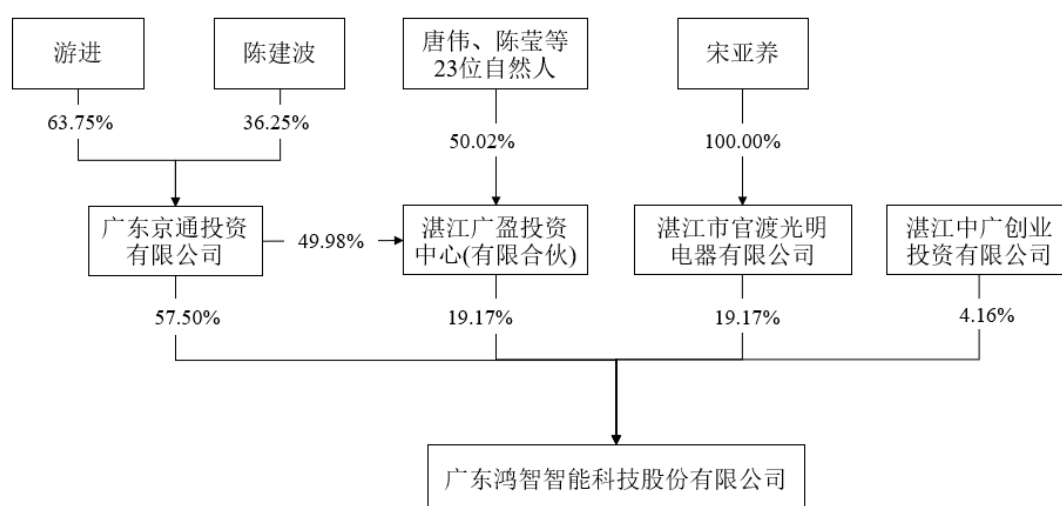 游进
陈建波
唐伟、陈莹等
23位自然人
宋亚养
63.75%
36.25%
50.02%
100.00%
广东京通投资
有限公司
49.98%
湛江广盈投资
中心(有限合伙)
湛江市官渡光明
电器有限公司
湛江中广创业
投资有限公司
57.50%
19.17%
19.17%
4.16%
广东鸿智智能科技股份有限公司